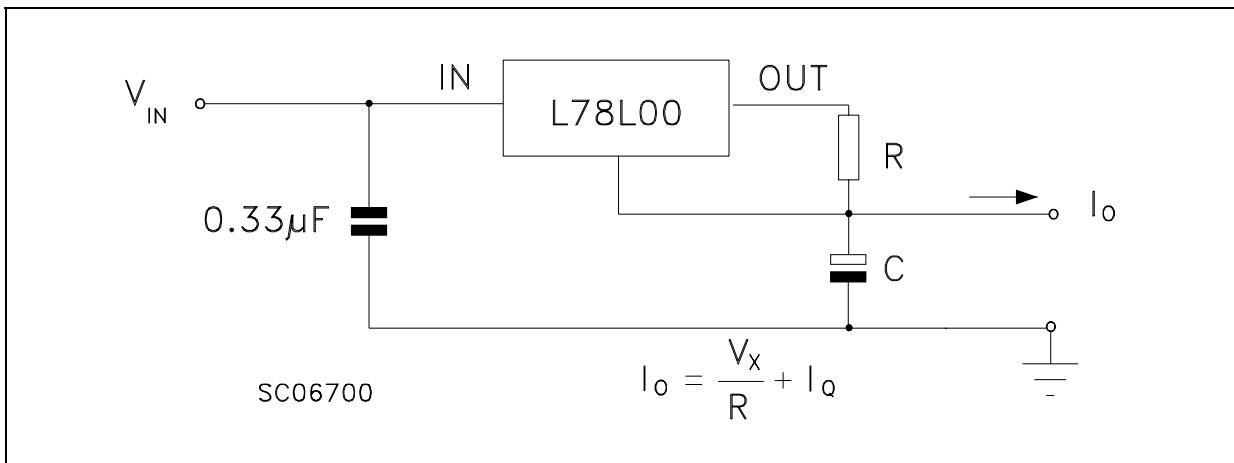 IN
OUT
V_IN
L78L00
R
I_O
0.33µF
C
I_O = V_X / R + I_Q
SC06700